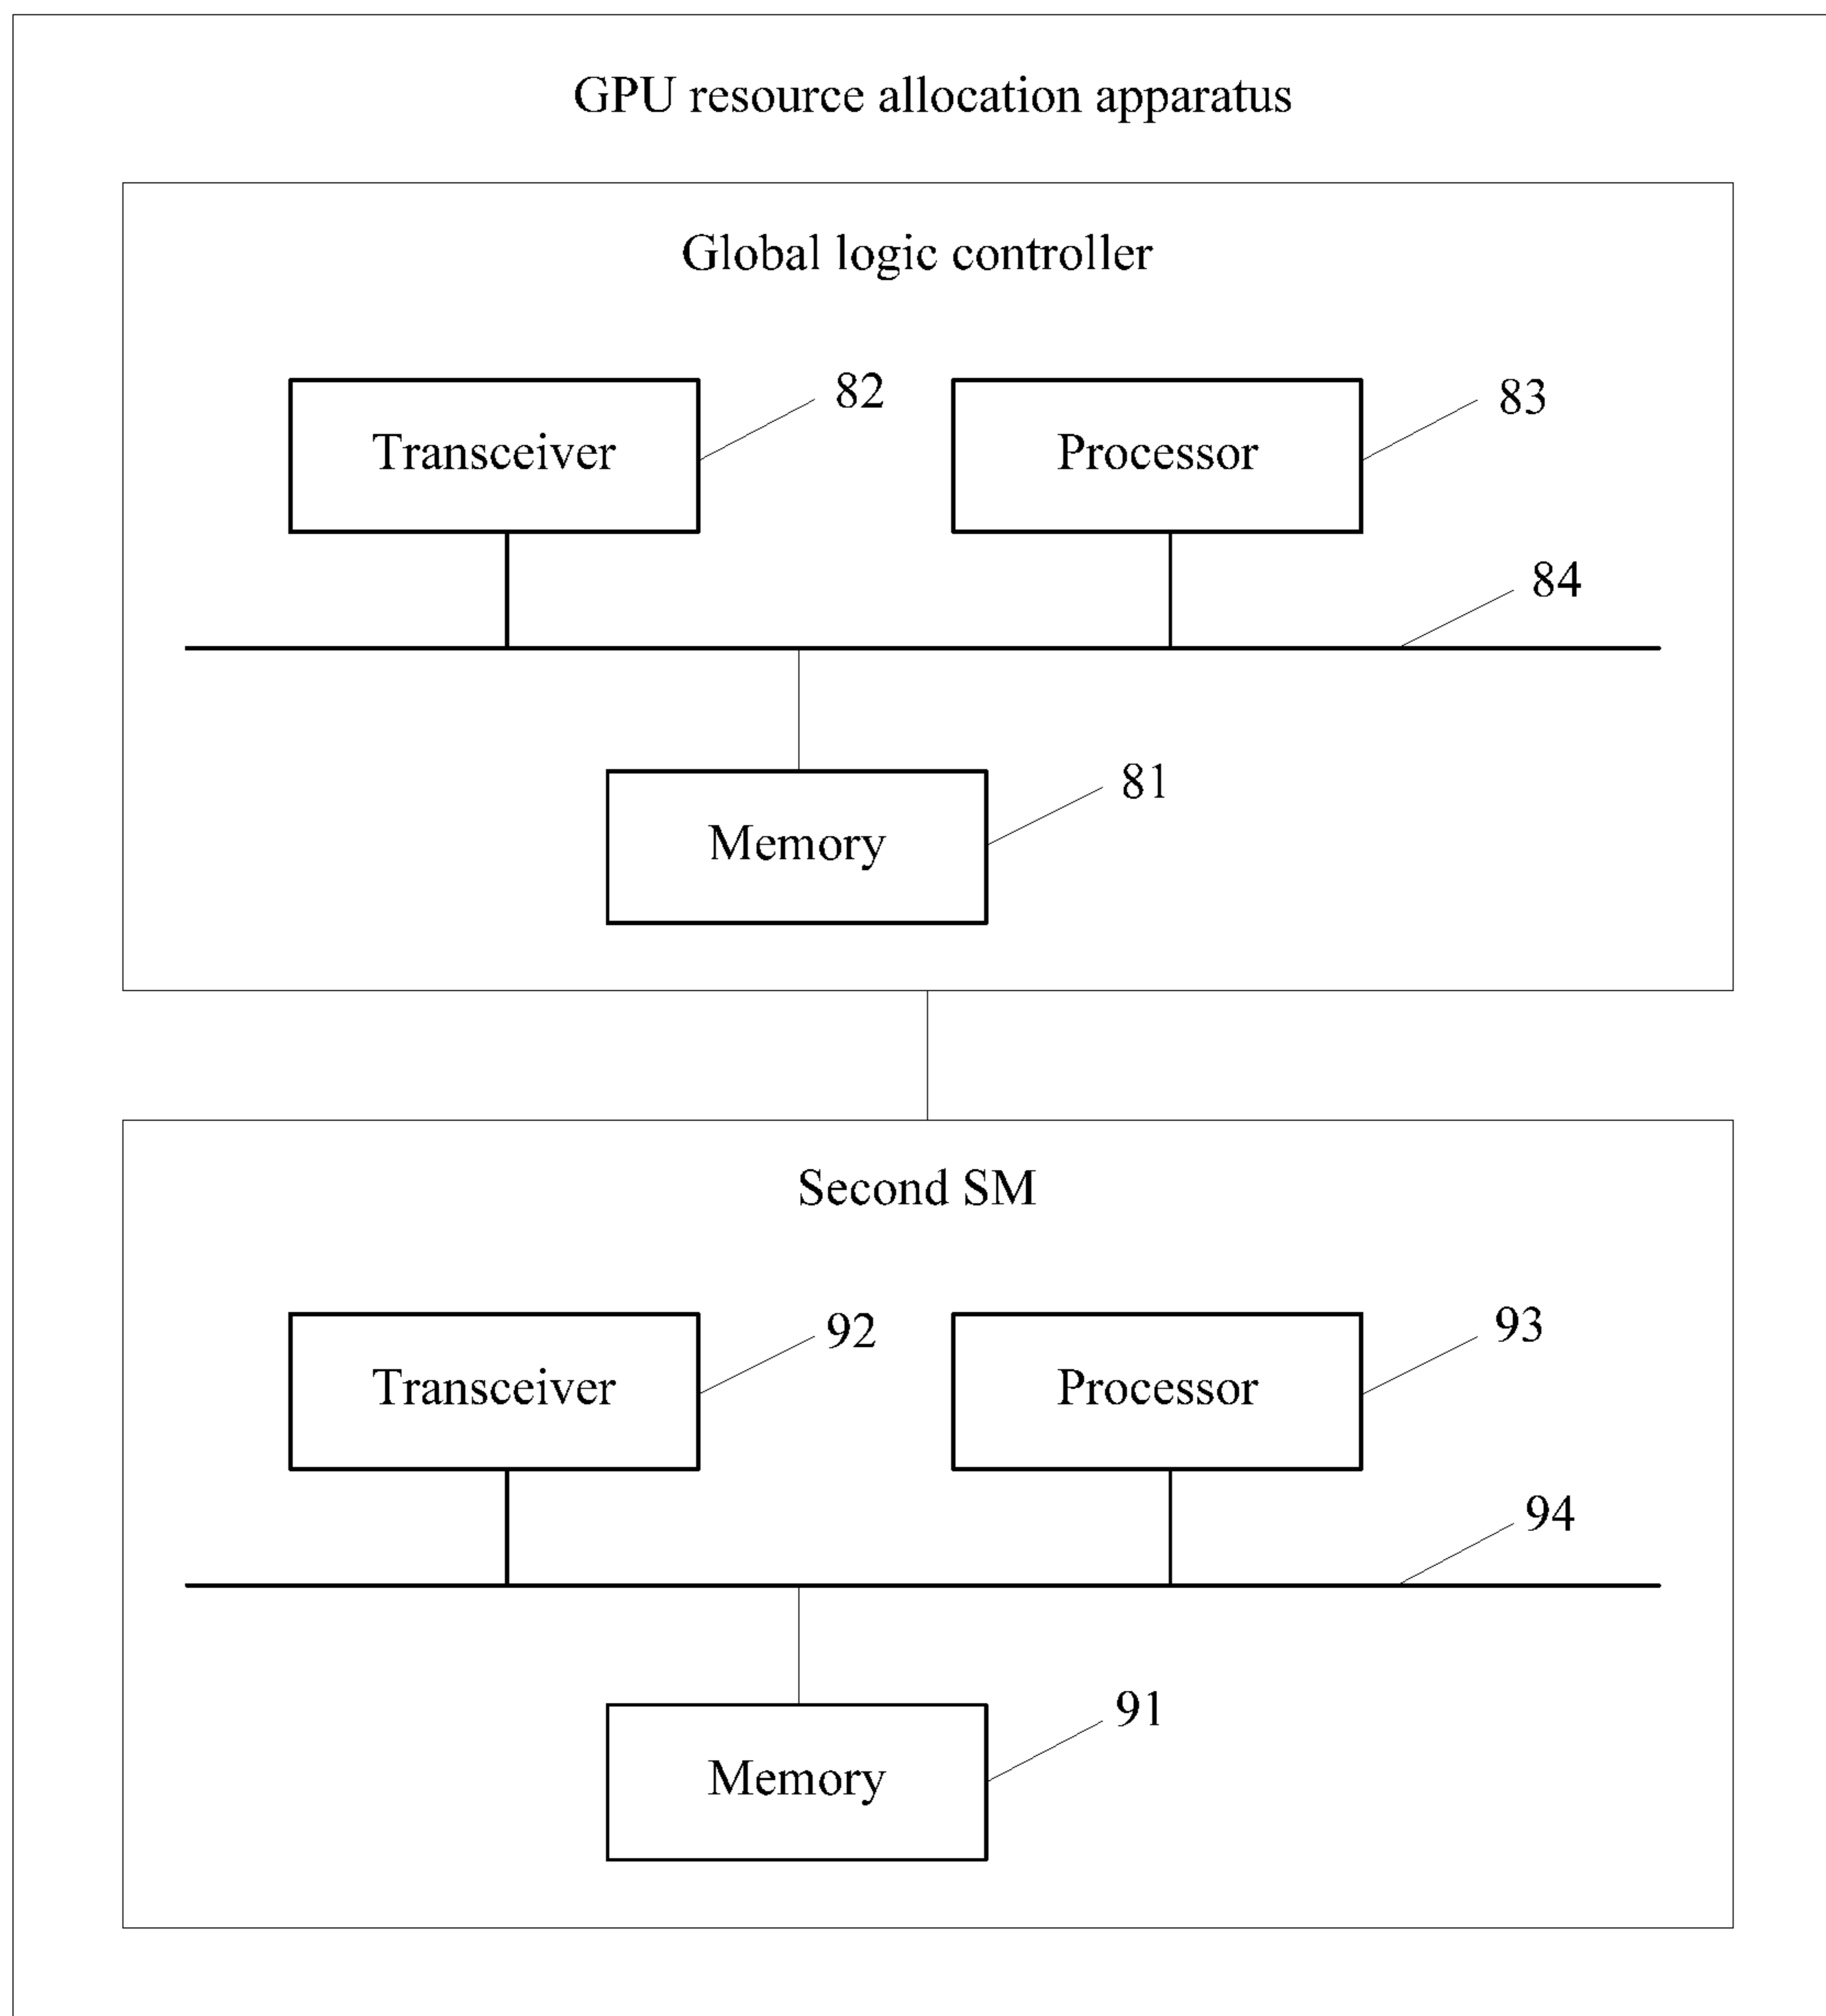 GPU resource allocation apparatus
Global logic controller
82
83
Transceiver
Processor
84
81
Memory
Second SM
92
93
Transceiver
Processor
94
91
Memory